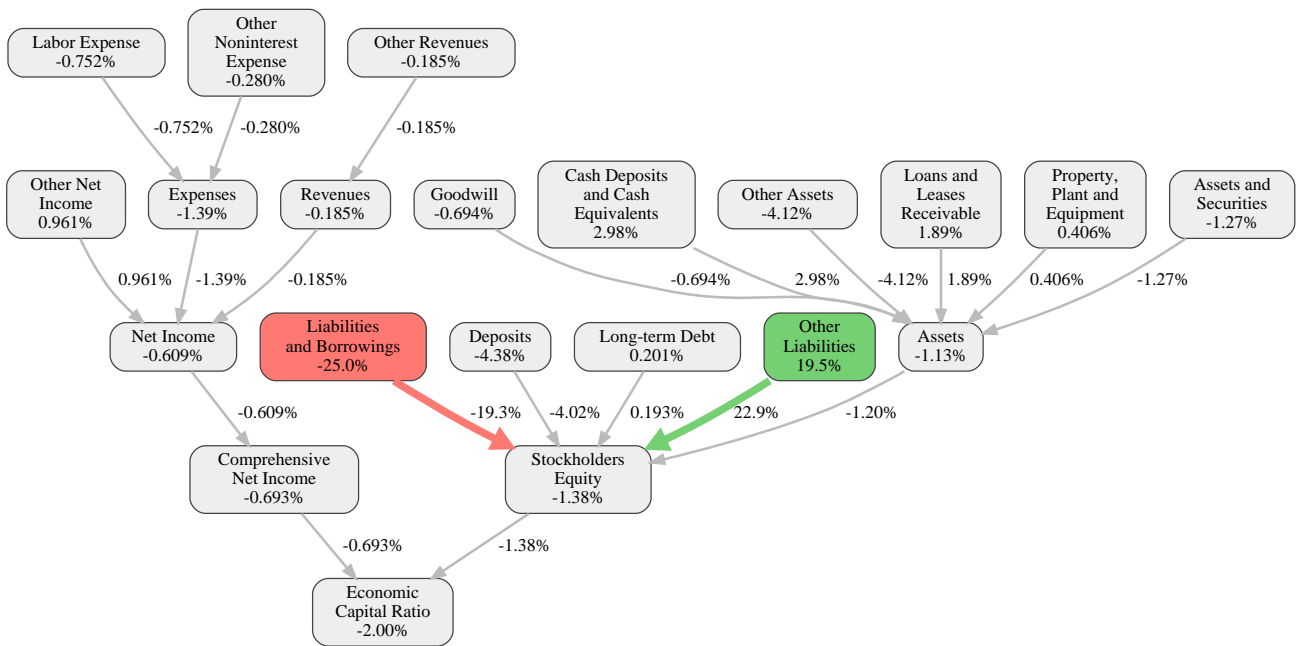 Labor Expense
-0.752%
Other
Noninterest
Expense
-0.280%
Other Revenues
-0.185%
-0.752%
-0.280%
-0.185%
Other Net
Income
0.961%
Expenses
-1.39%
Revenues
-0.185%
Goodwill
-0.694%
Cash Deposits
and Cash
Equivalents
2.98%
Other Assets
-4.12%
Loans and
Leases
Receivable
1.89%
Property,
Plant and
Equipment
0.406%
Assets and
Securities
-1.27%
0.961%
-1.39%
-0.185%
-0.694%
2.98%
-4.12%
1.89%
0.406%
-1.27%
Net Income
-0.609%
Liabilities
and Borrowings
-25.0%
Deposits
-4.38%
Long-term Debt
0.201%
Other
Liabilities
19.5%
Assets
-1.13%
-0.609%
-19.3%
-4.02%
0.193%
22.9%
-1.20%
Comprehensive
Net Income
-0.693%
Stockholders
Equity
-1.38%
-0.693%
-1.38%
Economic
Capital Ratio
-2.00%